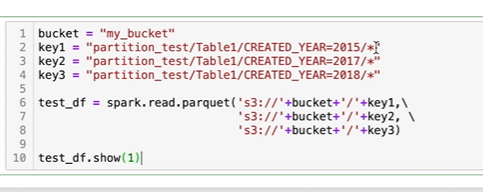 1 bucket = "my_bucket"
2 key1 = "partition_test/Table1/CREATED_YEAR=2015/*"
3 key2 = "partition_test/Table1/CREATED_YEAR=2017/*"
4 key3 = "partition_test/Table1/CREATED_YEAR=2018/*"
5
6 test_df = spark.read.parquet('s3://'+bucket+'/'+key1,\
7 's3://'+bucket+'/'+key2, \
8 's3://'+bucket+'/'+key3)
9
10 test_df.show(1)